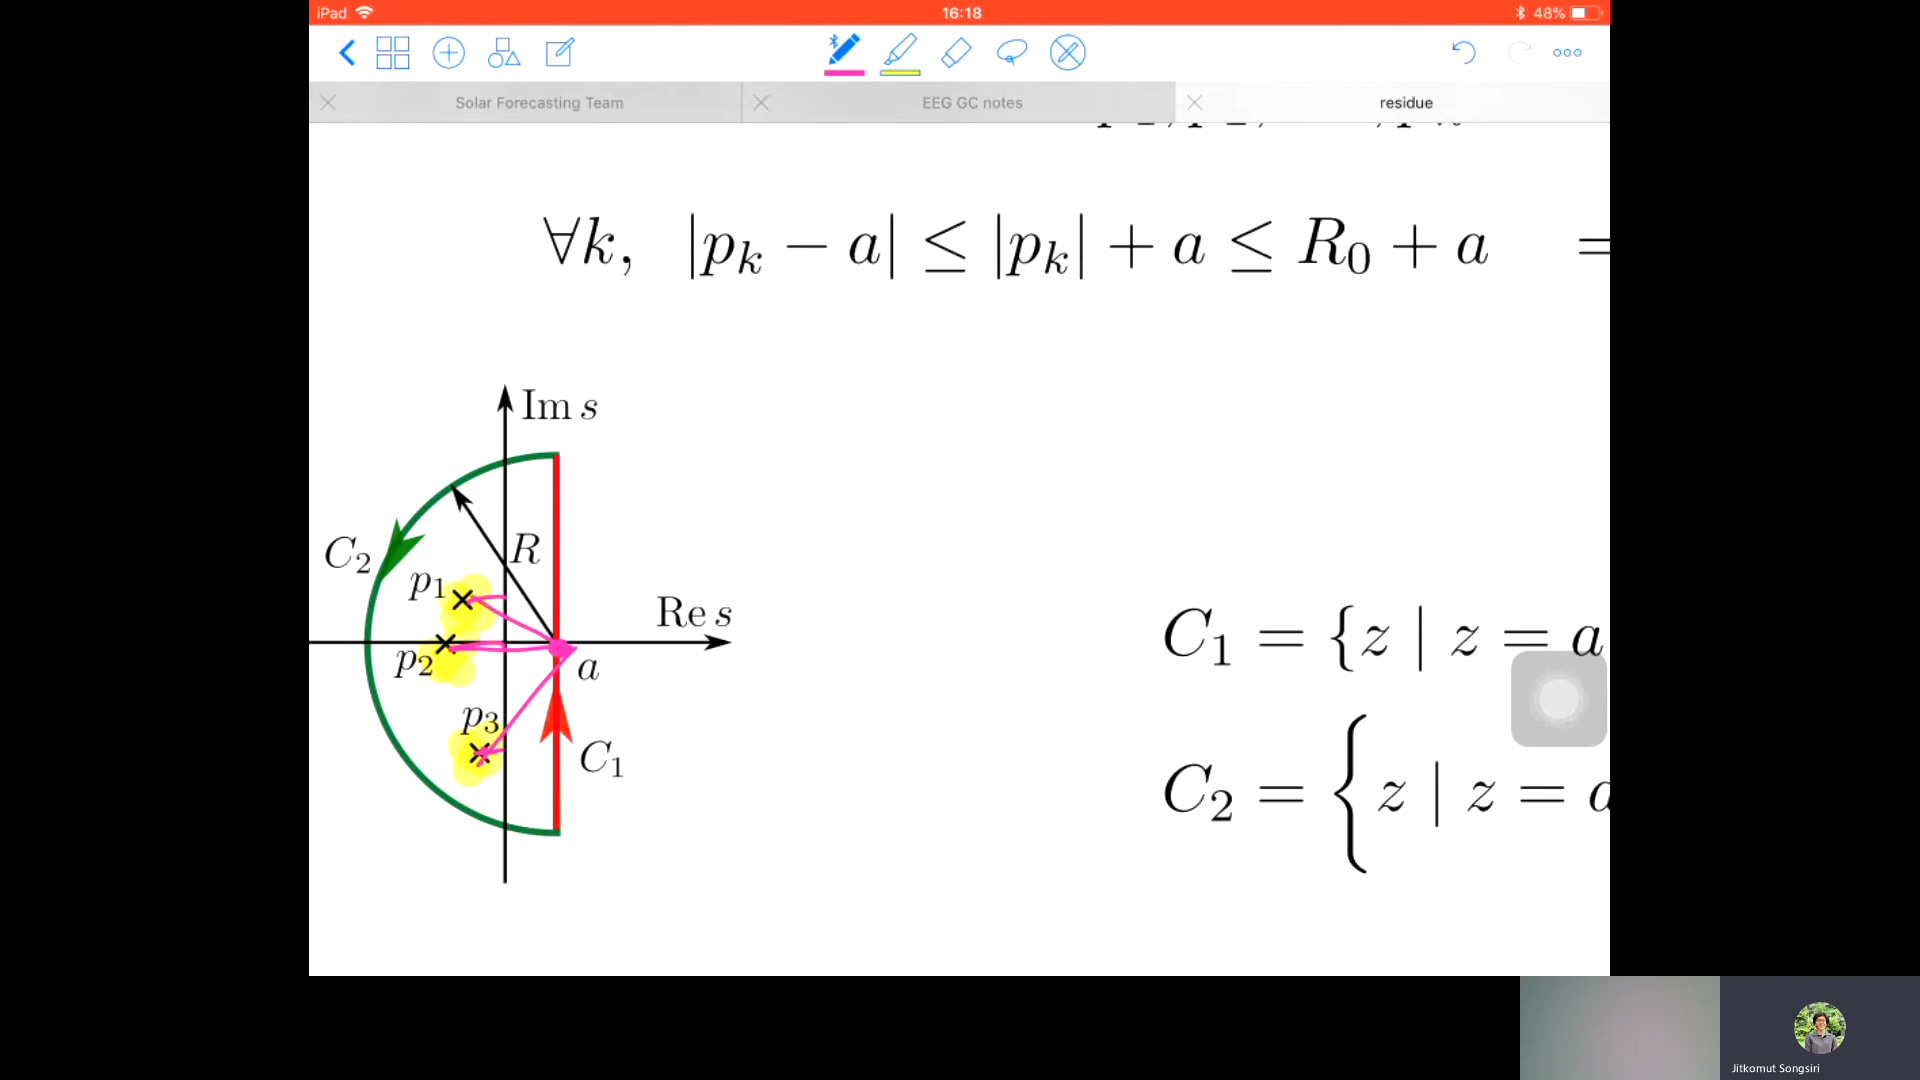 iPad 16:18 48%
Solar Forecasting Team EEG GC notes residue
∀k, |p_k − a| ≤ |p_k| + a ≤ R_0 + a =
Im s
C_2 R
p_1
Re s
p_2 a
p_3
C_1
C_1 = {z | z = a
C_2 = { z | z = a
Jitkomut Songsiri